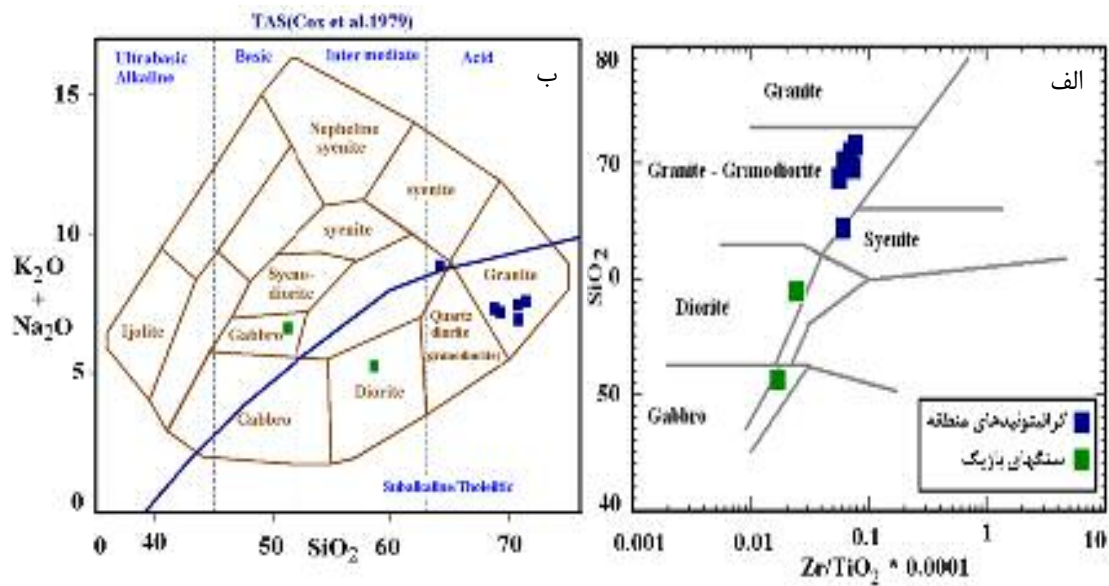 TAS(Cox et al.1979)
Ultrabasic
Alkaline
Basic
Inter mediate
Acid
ب
15
10
5
0
K2O
+
Na2O
Nepheline
syenite
syenite
syenite
Syeno-
diorite
Ijolite
Gabbro
Gabbro
Diorite
Quartz
diorite
(granodiorite)
Granite
Subalkaline/Tholeiitic
0 40 50 60 70
SiO2
الف
80
70
60
50
40
SiO2
Granite
Granite - Granodiorite
Syenite
Diorite
Gabbro
گرانیتوئیدهای منطقه
سنگهای بازیک
0.001 0.01 0.1 1 10
Zr/TiO2 * 0.0001